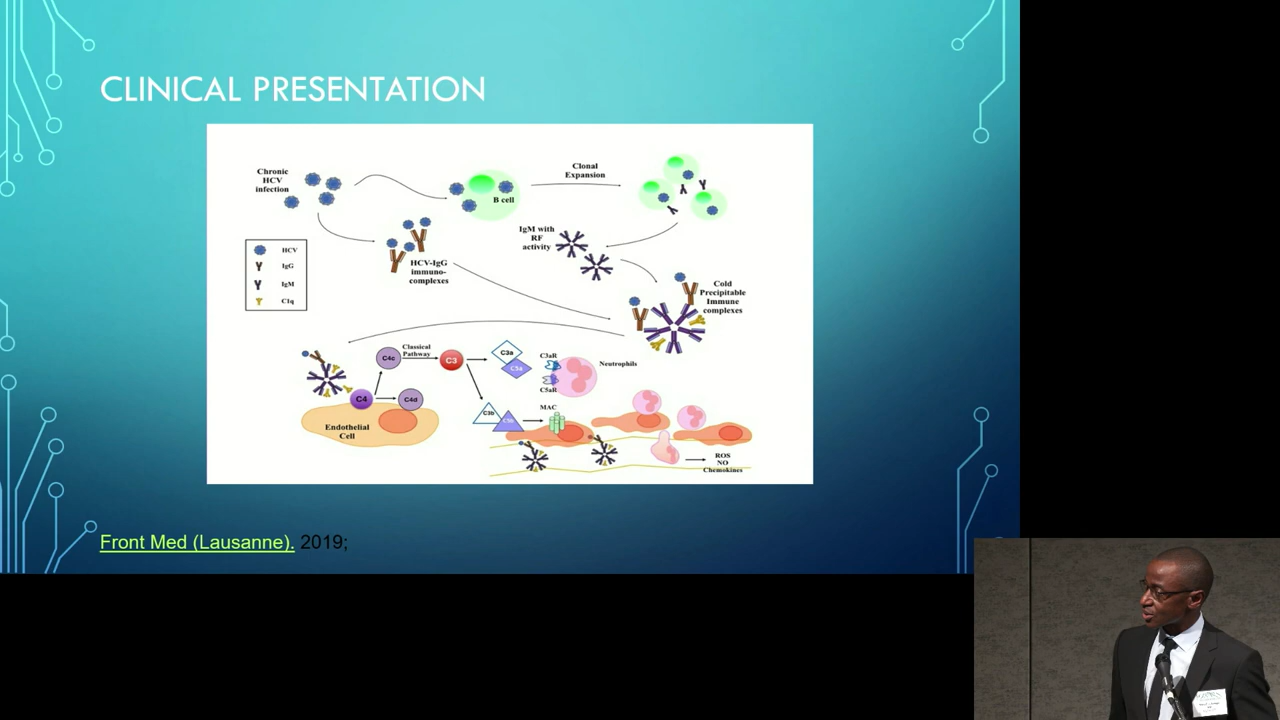 CLINICAL PRESENTATION
Chronic
HCV
infection
B cell
Clonal
Expansion
HCV
IgG
IgM
C1q
HCV-IgG
immuno-
complexes
IgM with
RF
activity
Cold
Precipitable
Immune
complexes
C4
C4c
C4d
Endothelial
Cell
Classical
Pathway
C3
C3a
C5a
C3aR
C5aR
Neutrophils
C3b
MAC
ROS
NO
Chemokines
Front Med (Lausanne). 2019;